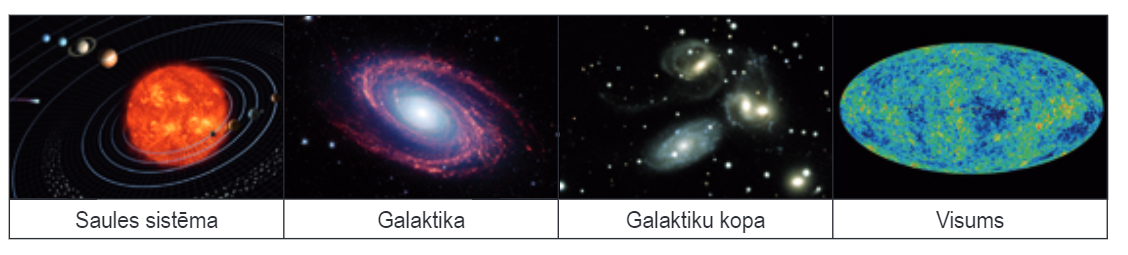 Saules sistēma
Galaktika
Galaktiku kopa
Visums